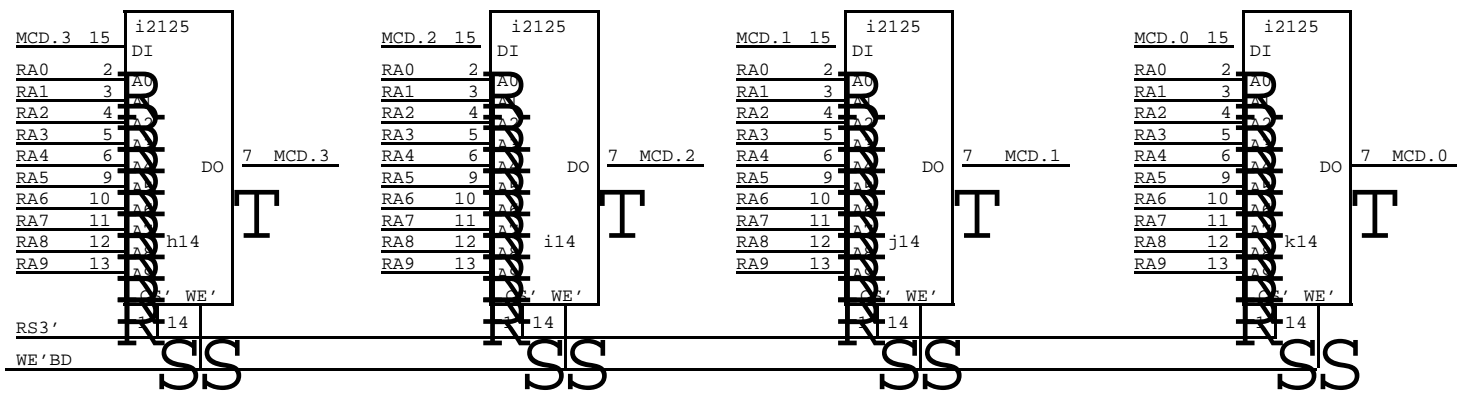 i2125 i2125 i2125 i2125
MCD.3 15 MCD.2 15 MCD.1 15 MCD.0 15
DI DI DI DI
RA0 2 A0 RA0 2 A0 RA0 2 A0 RA0 2 A0
RA1 3 RA1 3 RA1 3 RA1 3
RA2 4 RA2 4 RA2 4 RA2 4
RA3 5 RA3 5 RA3 5 RA3 5
RA4 6 DO 7 MCD.3 RA4 6 DO 7 MCD.2 RA4 6 DO 7 MCD.1 RA4 6 DO 7 MCD.0
RA5 9 RA5 9 RA5 9 RA5 9
RA6 10 T RA6 10 T RA6 10 T RA6 10 T
RA7 11 RA7 11 RA7 11 RA7 11
RA8 12 h14 RA8 12 i14 RA8 12 j14 RA8 12 k14
RA9 13 RA9 13 RA9 13 RA9 13
WE' WE' WE' WE'
RS3' 14 14 14 14
WE'BD SS SS SS SS